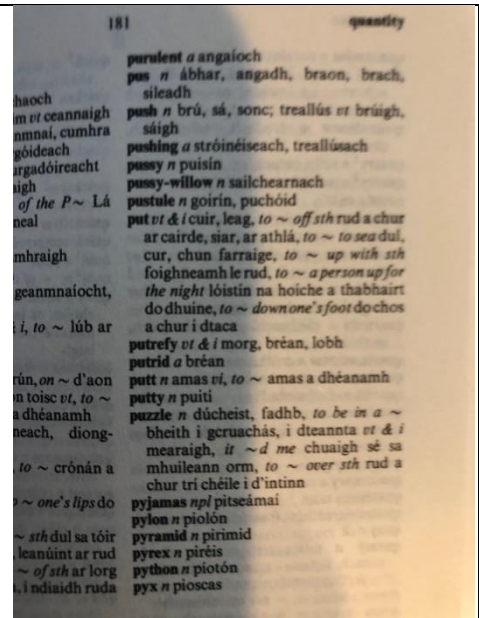 181 quantity
haoch
m vt ceannaigh
nmnaí, cumhra
góideach
urgadóireacht
aigh
of the P~ Lá
neal
mhraigh
geanmnaíocht,
i, to ~ lúb ar
rún, on ~ d'aon
n toisc vt, to ~
a dhéanamh
neach, diong-
, to ~ crónán a
~ one's lips do
~ sth dul sa tóir
leanúint ar rud
~ of sth ar lorg
, i ndiaidh ruda
purulent a angaíoch
pus n ábhar, angadh, braon, brach,
sileadh
push n brú, sá, sonc; treallús vt brúigh,
sáigh
pushing a stróinéiseach, treallúsach
pussy n puisín
pussy-willow n sailchearnach
pustule n goirín, puchóid
put vt & i cuir, leag, to ~ off sth rud a chur
ar cairde, siar, ar athlá, to ~ to sea dul,
cur, chun farraige, to ~ up with sth
foighneamh le rud, to ~ a person up for
the night lóistín na hoiche a thabhairt
do dhuine, to ~ down one's foot do chos
a chur i dtaca
putrefy vt & i morg, bréan, lobh
putrid a bréan
putt n amas vi, to ~ amas a dhéanamh
putty n puití
puzzle n dúcheist, fadhb, to be in a ~
bheith i gcruachás, i dteannta vt & i
mearaigh, it ~d me chuaigh sé sa
mhuileann orm, to ~ over sth rud a
chur trí chéile i d'intinn
pyjamas npl pitseámaí
pylon n piolón
pyramid n pirimid
pyrex n piréis
python n píotón
pyx n pioscas